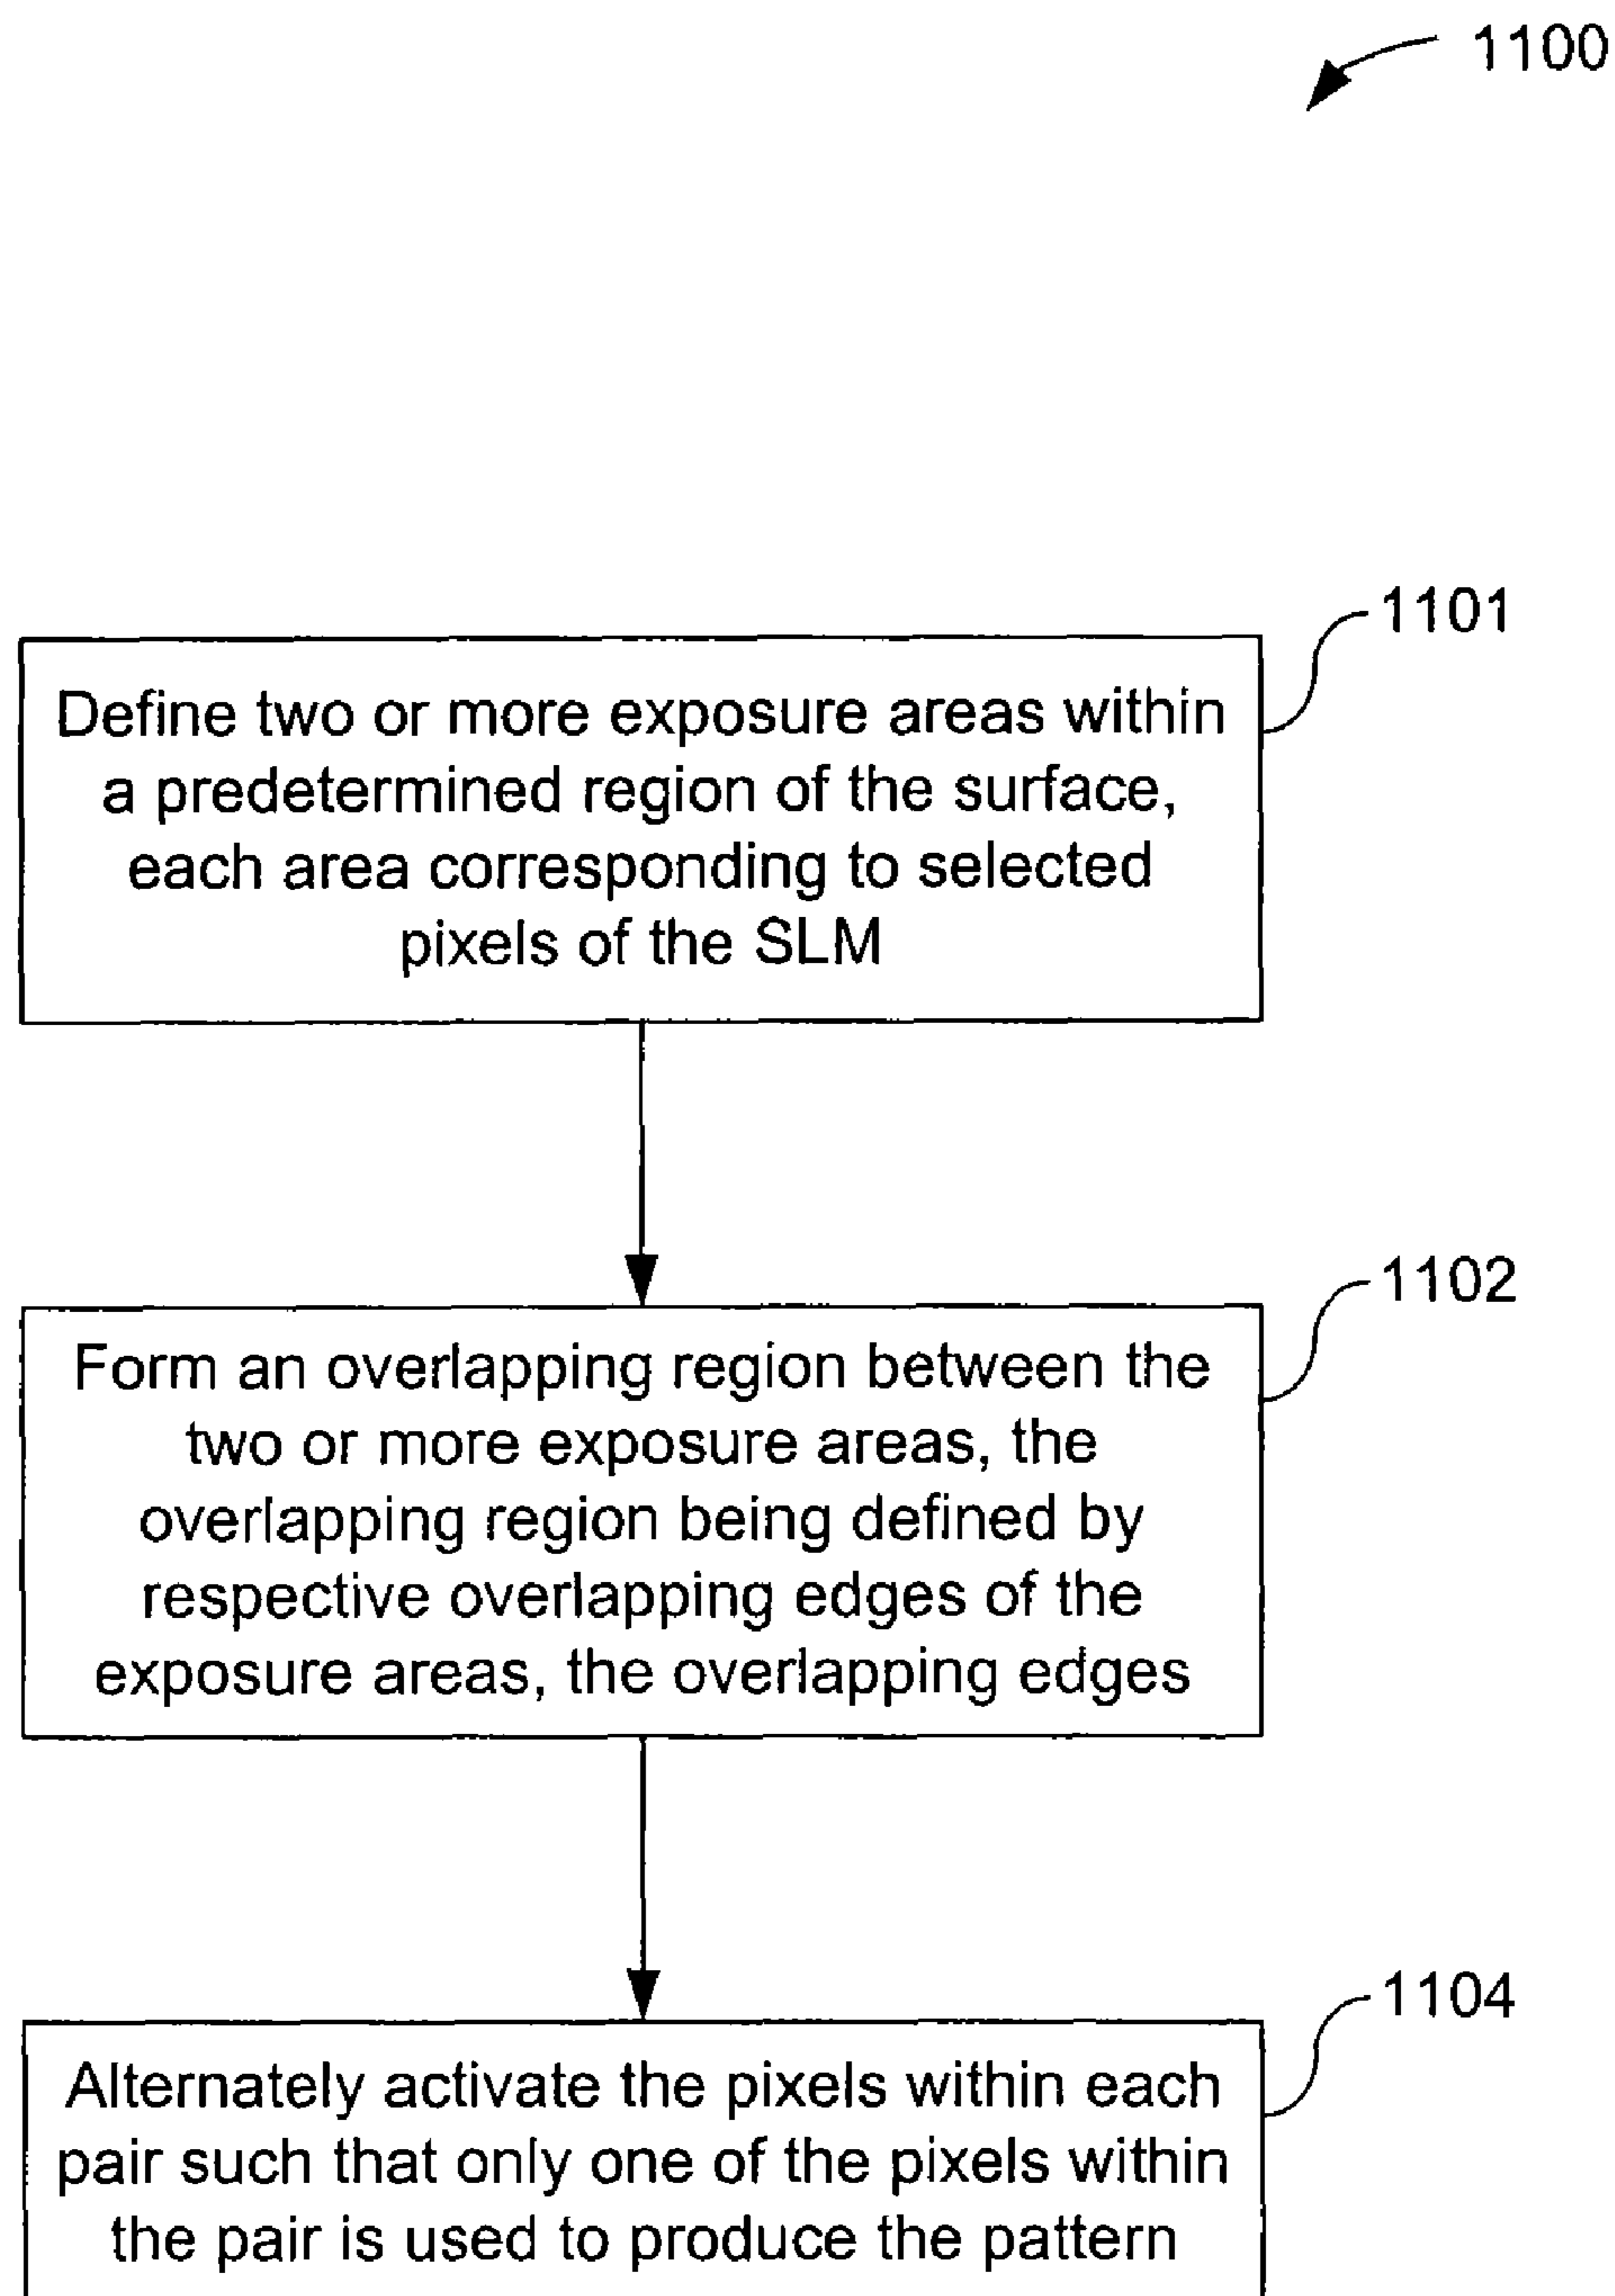 1100
1101
Define two or more exposure areas within
a predetermined region of the surface,
each area corresponding to selected
pixels of the SLM
1102
Form an overlapping region between the
two or more exposure areas, the
overlapping region being defined by
respective overlapping edges of the
exposure areas, the overlapping edges
1104
Alternately activate the pixels within each
pair such that only one of the pixels within
the pair is used to produce the pattern